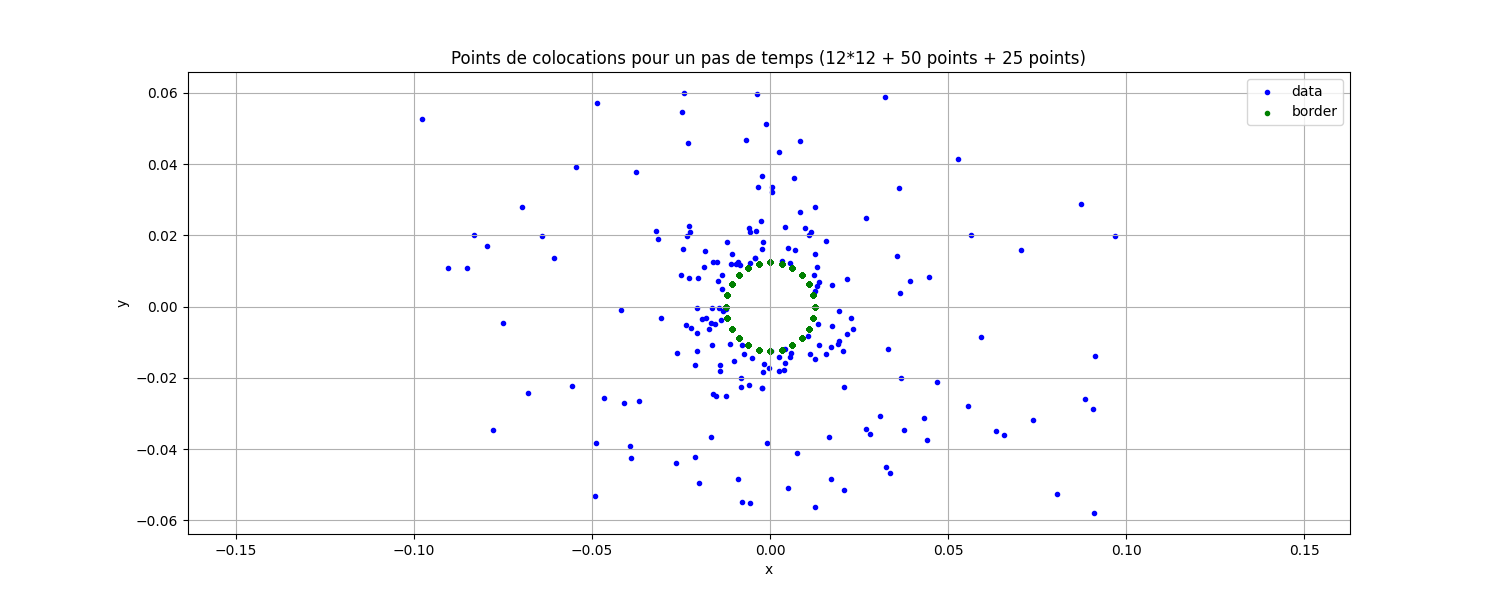 Points de colocations pour un pas de temps (12*12 + 50 points + 25 points)
data
border
0.06
0.04
0.02
0.00
−0.02
−0.04
−0.06
y
−0.15
−0.10
−0.05
0.00
0.05
0.10
0.15
x